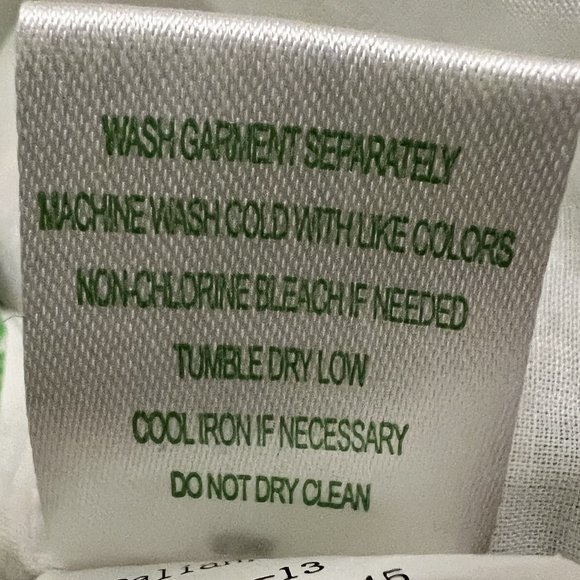 WASH GARMENT SEPARATELY
MACHINE WASH COLD WITH LIKE COLORS
NON-CHLORINE BLEACH IF NEEDED
TUMBLE DRY LOW
COOL IRON IF NECESSARY
DO NOT DRY CLEAN